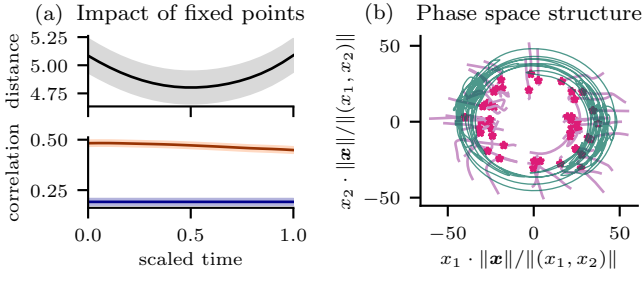 (a) Impact of fixed points
distance
5.25
5.00
4.75
correlation
0.50
0.25
0.0
0.5
1.0
scaled time
(b) Phase space structure
x₂ · ‖𝒙‖/‖(x₁, x₂)‖
50
0
−50
−50
0
50
x₁ · ‖𝒙‖/‖(x₁, x₂)‖